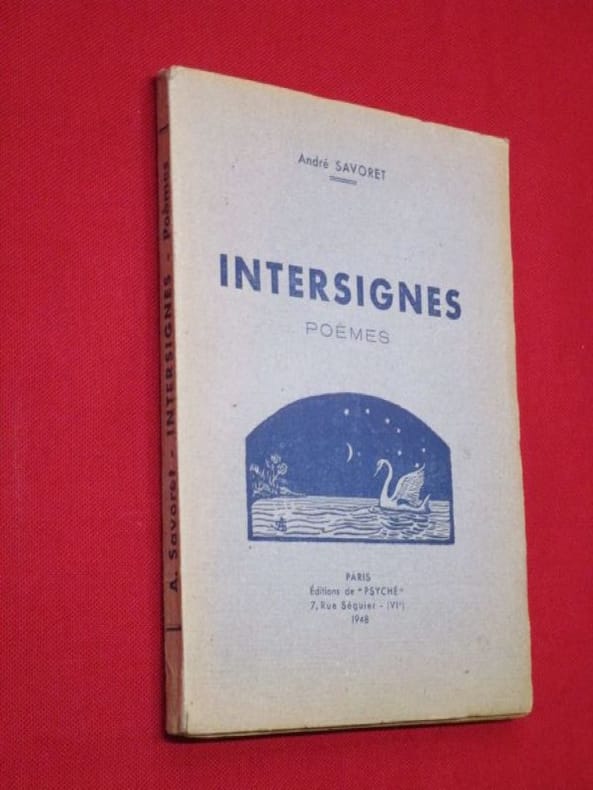 André SAVORET
INTERSIGNES
POÈMES
PARIS
Éditions de "PSYCHÉ"
7, Rue Séguier - (VIe)
1948
A. Savoret - INTERSIGNES - Poèmes